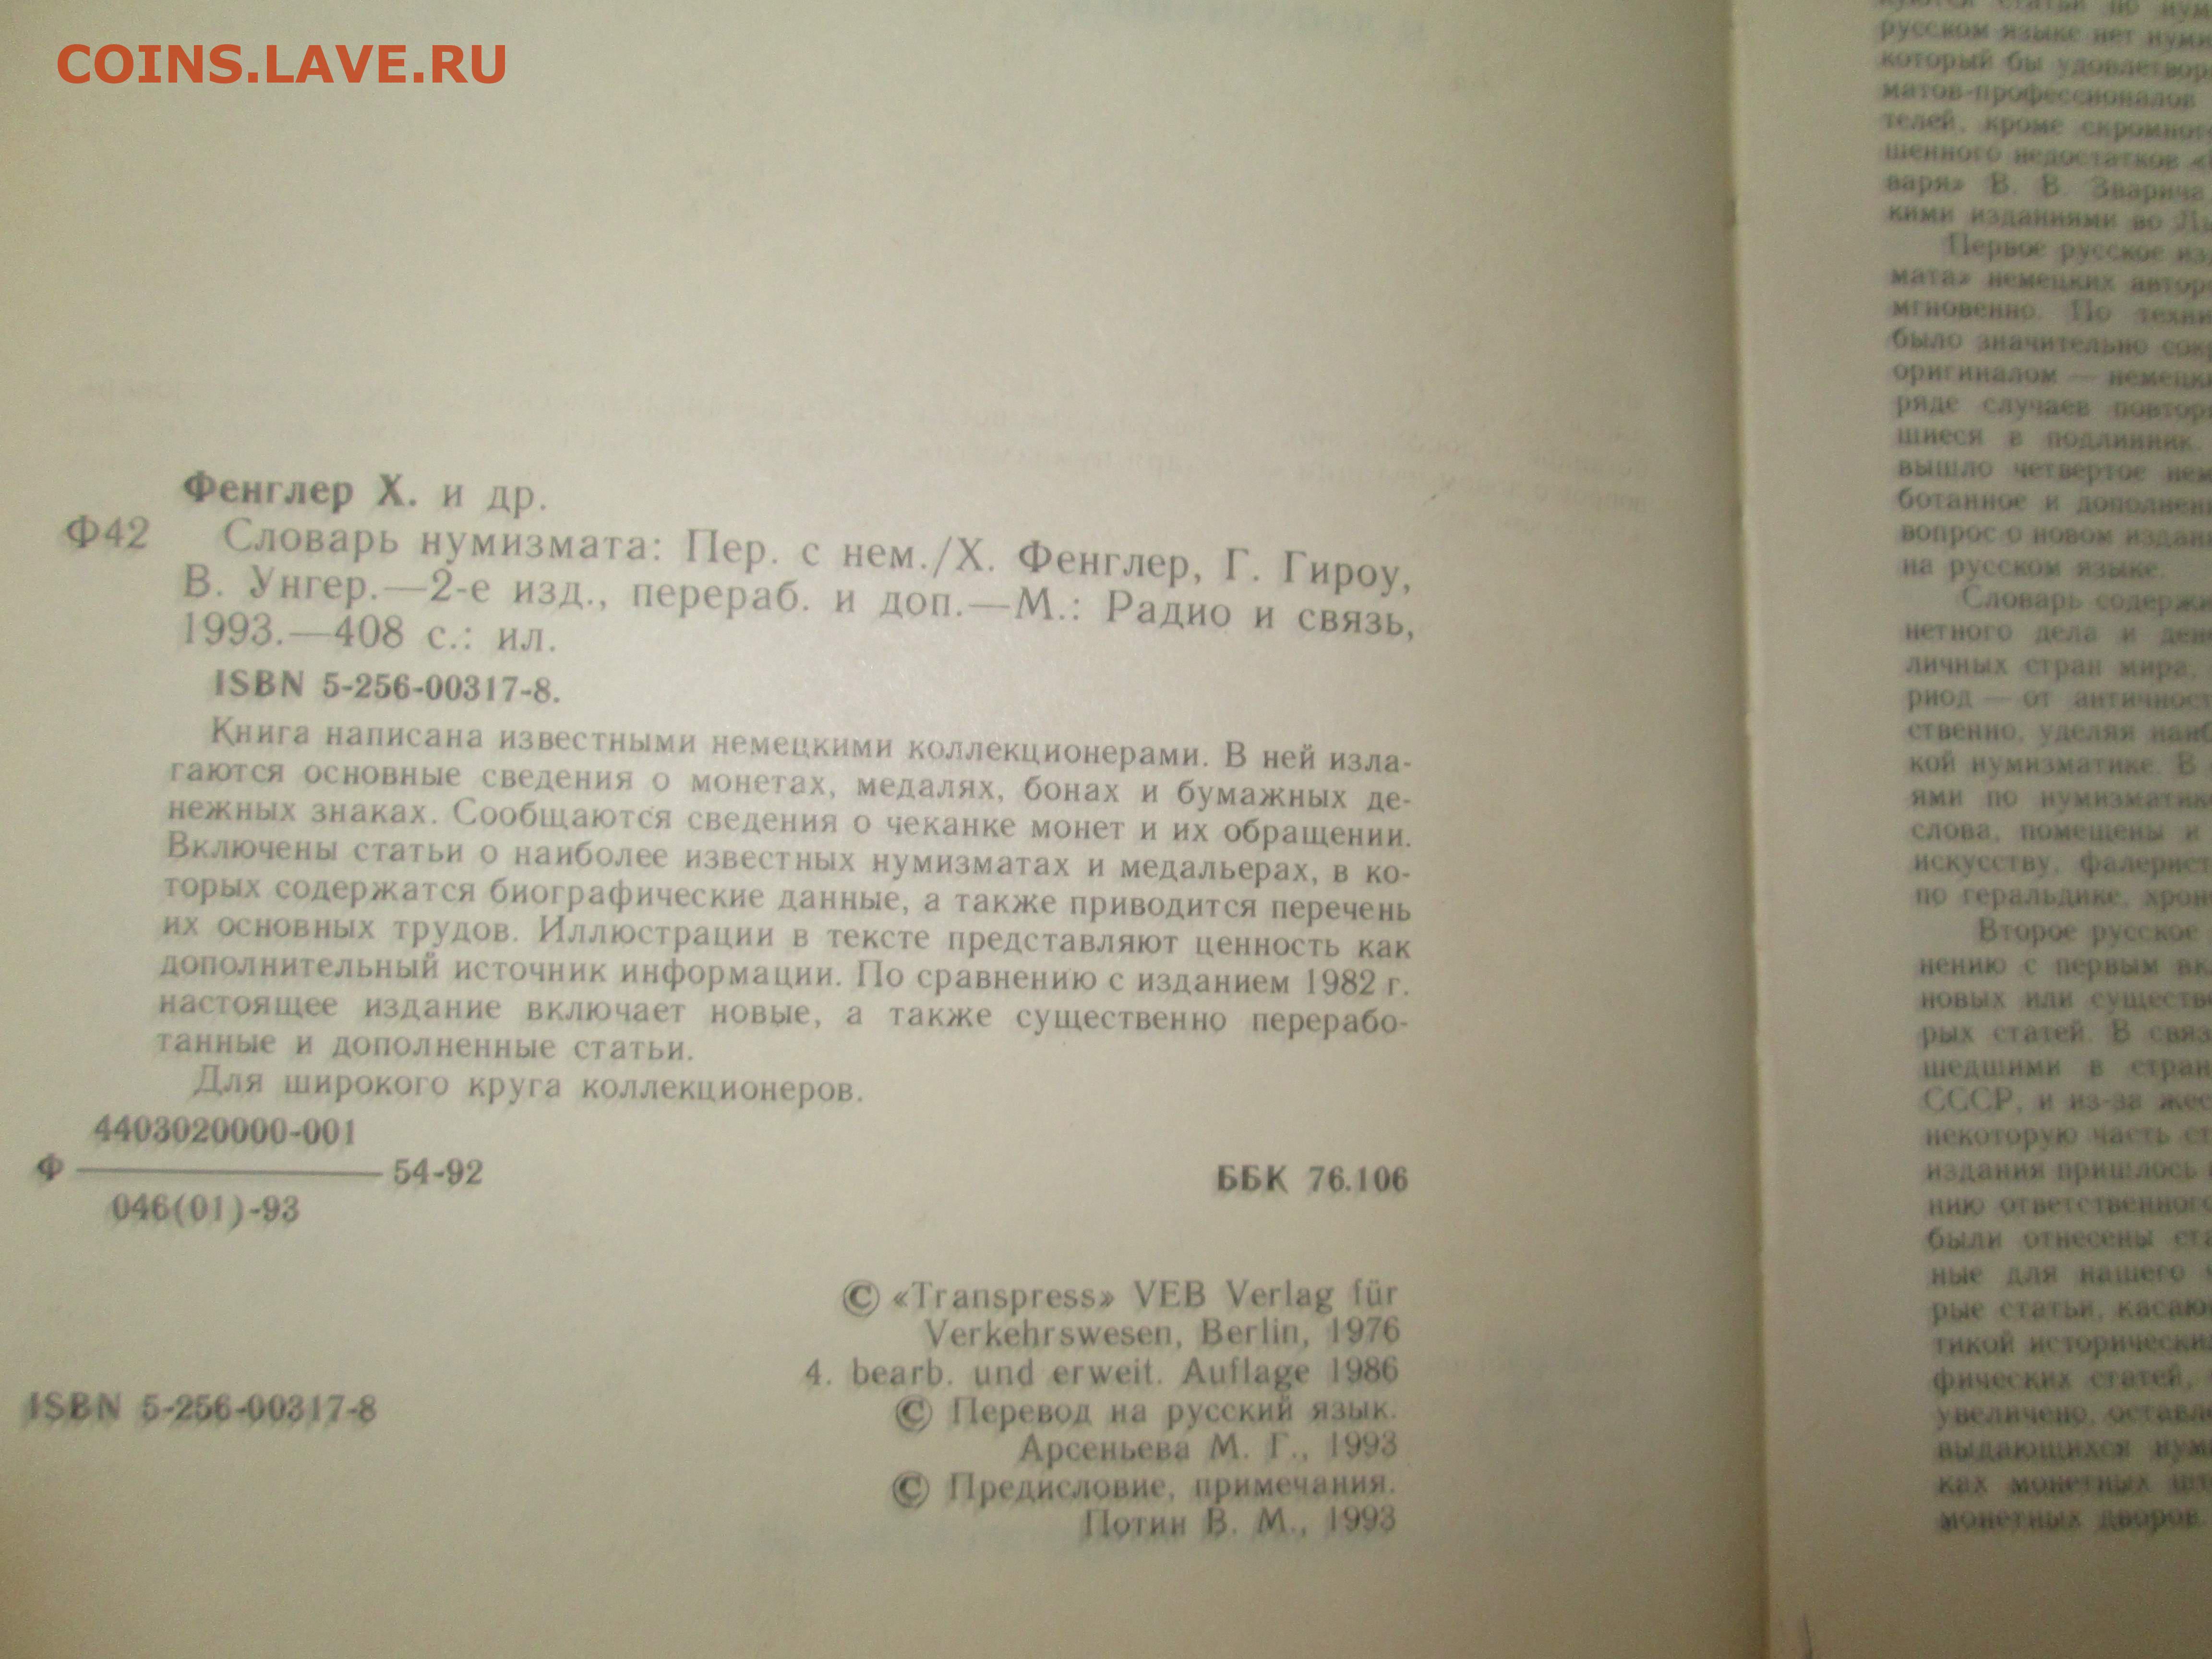 COINS.LAVE.RU
Фенглер Х. и др.
Ф42 Словарь нумизмата: Пер. с нем./Х. Фенглер, Г. Гироу,
В. Унгер.—2-е изд., перераб. и доп.—М.: Радио и связь,
1993.—408 с.: ил.
ISBN 5-256-00317-8.
Книга написана известными немецкими коллекционерами. В ней изла-
гаются основные сведения о монетах, медалях, бонах и бумажных де-
нежных знаках. Сообщаются сведения о чеканке монет и их обращении.
Включены статьи о наиболее известных нумизматах и медальерах, в ко-
торых содержатся биографические данные, а также приводится перечень
их основных трудов. Иллюстрации в тексте представляют ценность как
дополнительный источник информации. По сравнению с изданием 1982 г.
настоящее издание включает новые, а также существенно перерабо-
танные и дополненные статьи.
Для широкого круга коллекционеров.
4403020000-001
Ф 54-92
046(01)-93
ББК 76.106
© «Transpress» VEB Verlag für
Verkehrswesen, Berlin, 1976
4. bearb. und erweit. Auflage 1986
© Перевод на русский язык.
Арсеньева М. Г., 1993
© Предисловие, примечания.
Потин В. М., 1993
ISBN 5-256-00317-8
русском языке нет
который бы
матов-профессионалов
телей, кроме
шенного недостатков
варя» В. В. Зварича
кими изданиями во
Первое русское
мата» немецких
мгновенно. По
было значительно
оригиналом — 
ряде случаев
шиеся в подлинник
вышло четвертое
ботанное и
вопрос о новом
на русском языке.
Словарь
нетного дела и
личных стран мира,
риод — от
ственно, уделяя
кой нумизматике. В
ями по
слова, помещены и
искусству,
по геральдике,
Второе русское
нению с первым
новых или
рых статей. В
шедшими в
СССР, и из-за
некоторую часть
издания пришлось
нию
были отнесены
ные для нашего
рые статьи,
тикой
фических статей,
увеличено,
выдающихся
ках монетных
монетных дворов